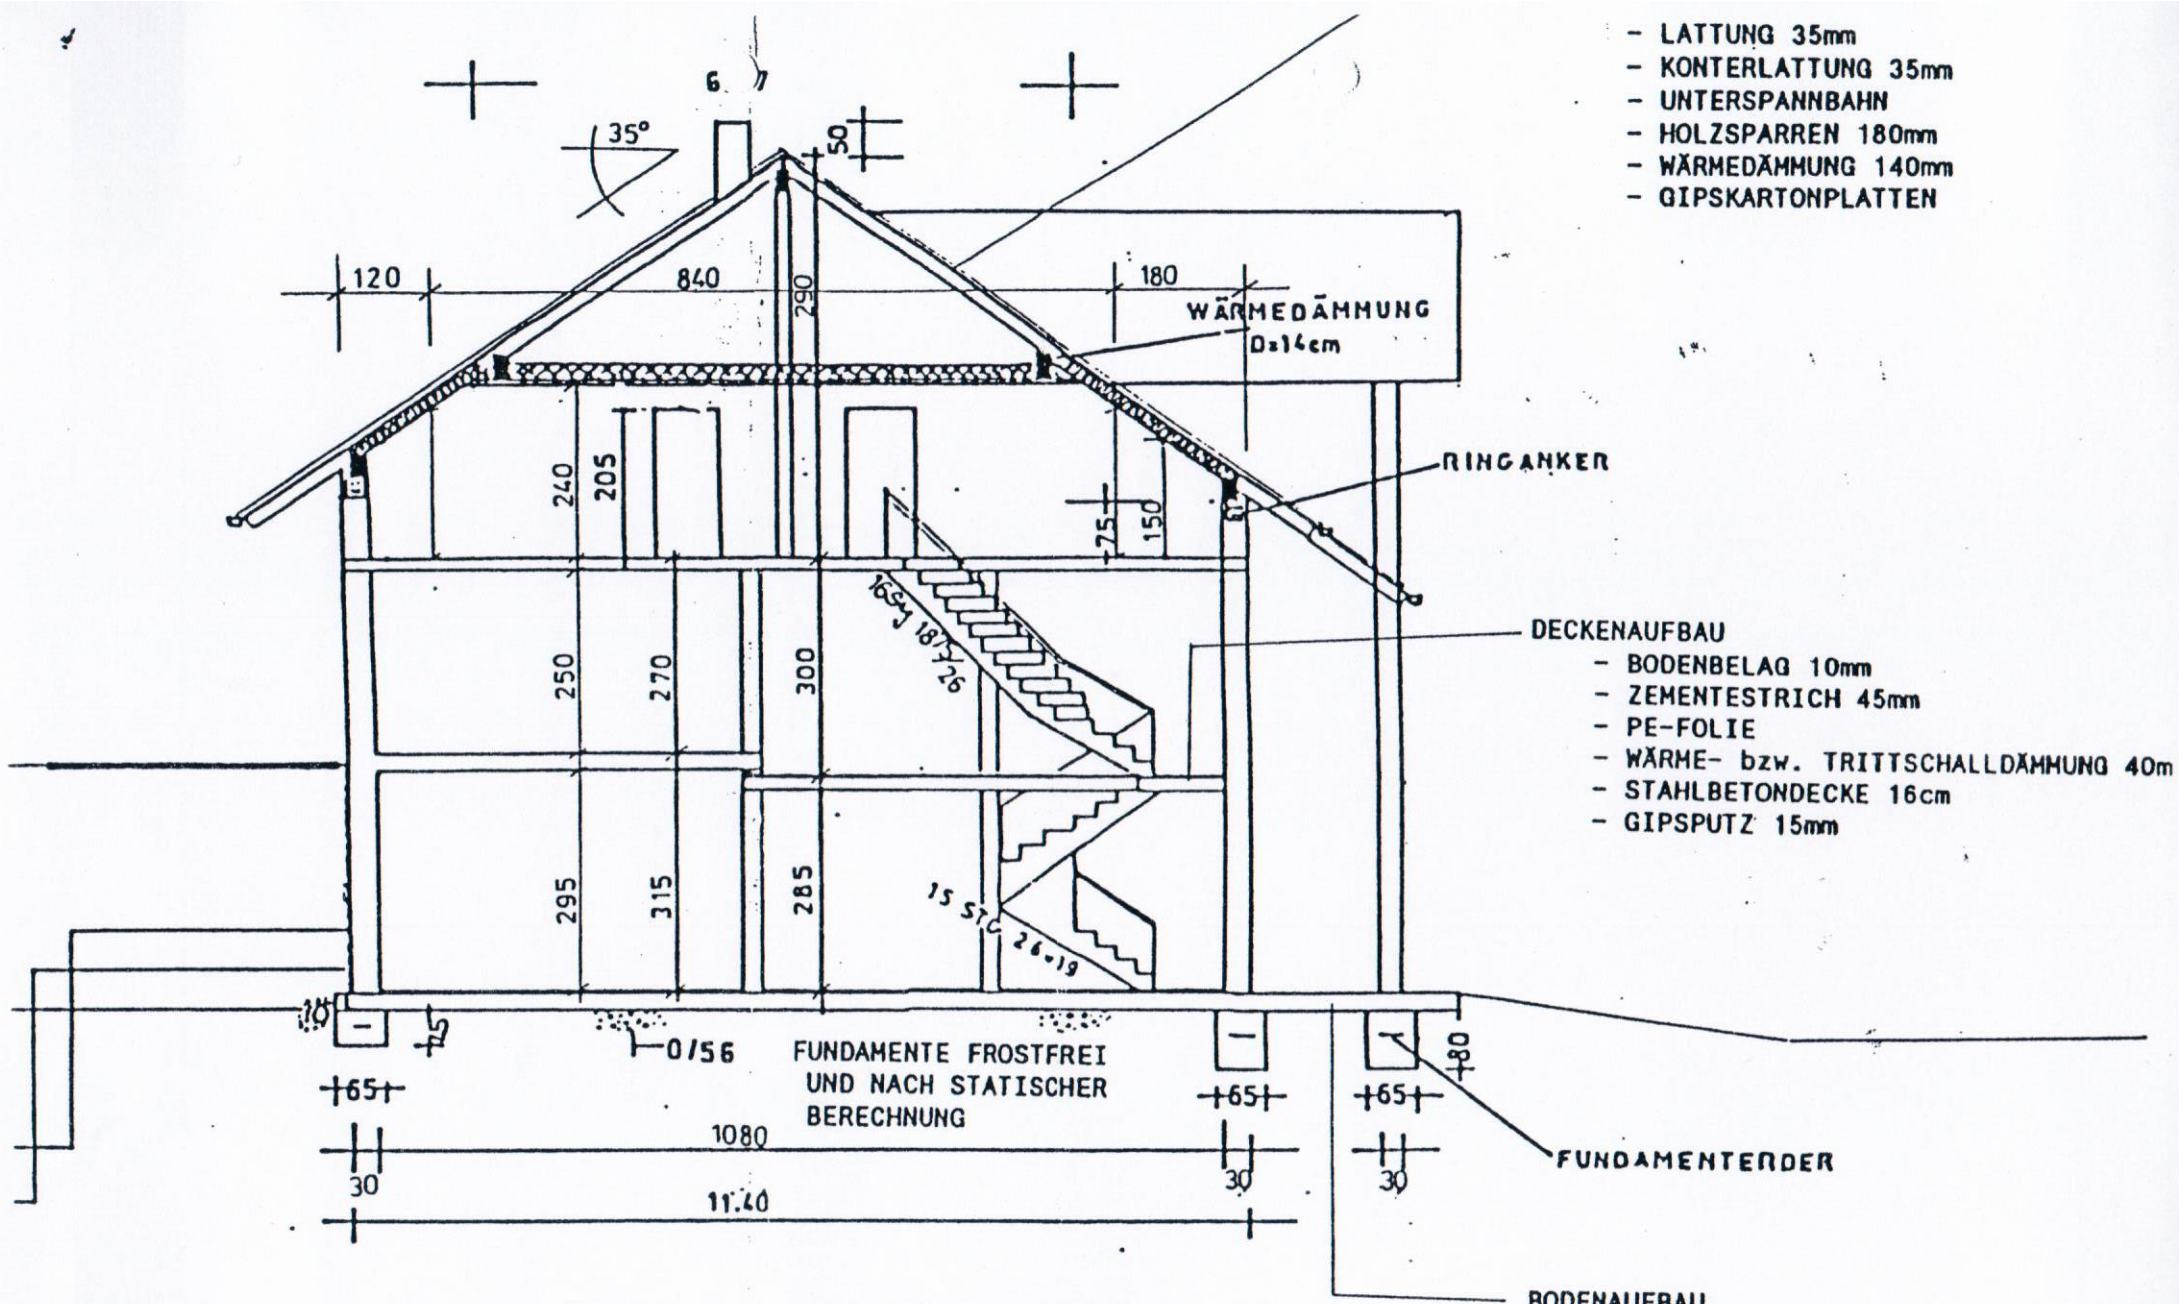 - LATTUNG 35mm
- KONTERLATTUNG 35mm
- UNTERSPANNBAHN
- HOLZSPARREN 180mm
- WÄRMEDÄMMUNG 140mm
- GIPSKARTONPLATTEN
6
35°
50
120
840
290
180
WÄRMEDÄMMUNG
D=14cm
RINGANKER
240
205
75
150
16Stg
26
250
270
300
DECKENAUFBAU
- BODENBELAG 10mm
- ZEMENTESTRICH 45mm
- PE-FOLIE
- WÄRME- bzw. TRITTSCHALLDÄMMUNG 40m
- STAHLBETONDECKE 16cm
- GIPSPUTZ 15mm
295
315
285
15 STG
26·19
0/56
FUNDAMENTE FROSTFREI
UND NACH STATISCHER
BERECHNUNG
80
65
65
65
1080
30
30
30
FUNDAMENTERDER
11.40
BODENAUFBAU